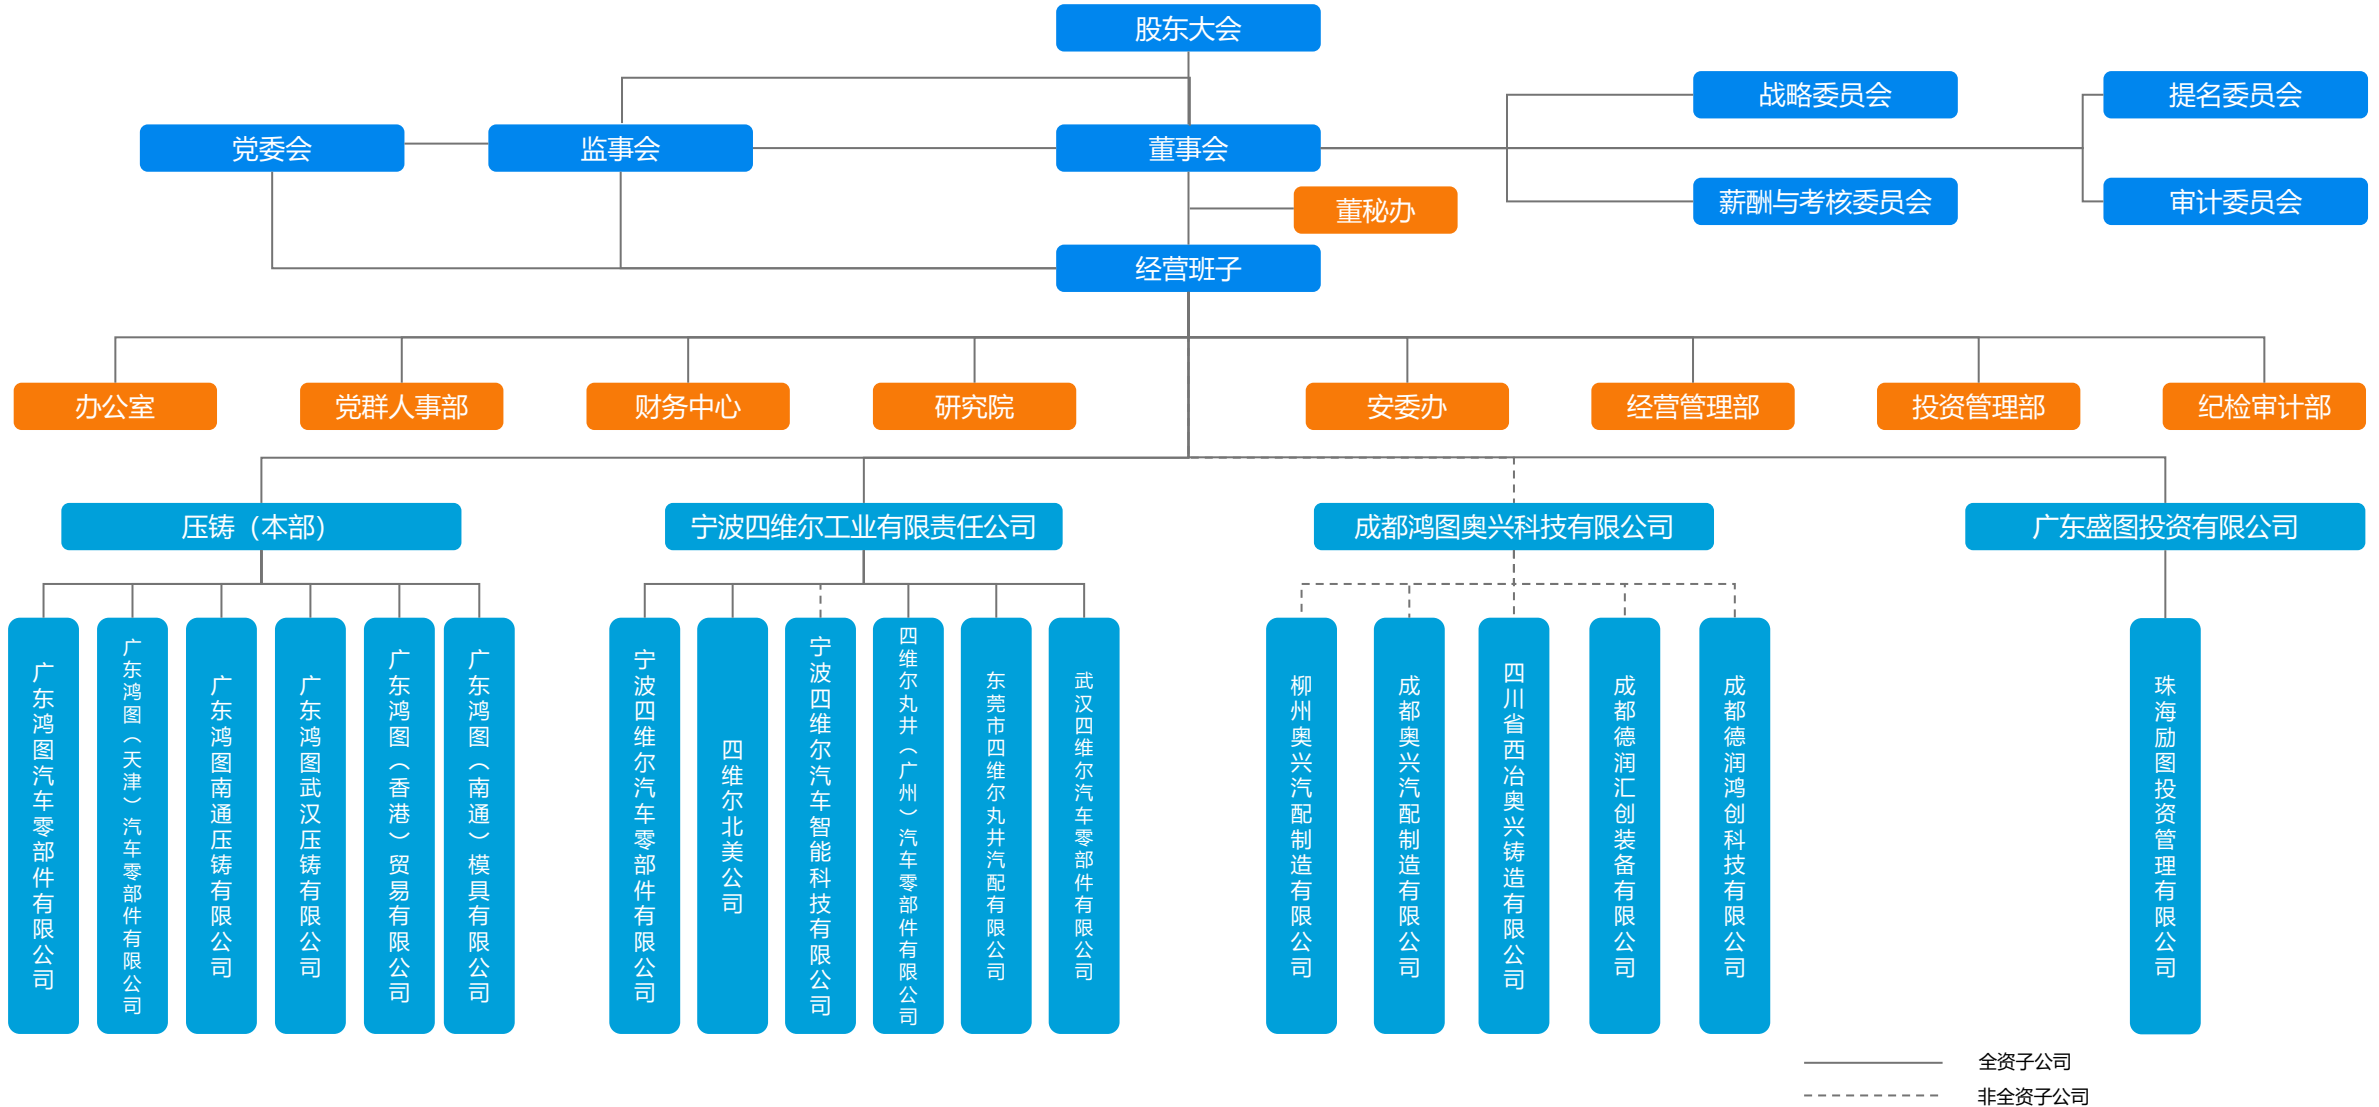 股东大会
战略委员会
提名委员会
党委会
监事会
董事会
薪酬与考核委员会
审计委员会
董秘办
经营班子
办公室
党群人事部
财务中心
研究院
安委办
经营管理部
投资管理部
纪检审计部
压铸（本部）
宁波四维尔工业有限责任公司
成都鸿图奥兴科技有限公司
广东盛图投资有限公司
广东鸿图汽车零部件有限公司
广东鸿图（天津）汽车零部件有限公司
广东鸿图南通压铸有限公司
广东鸿图武汉压铸有限公司
广东鸿图（香港）贸易有限公司
广东鸿图（南通）模具有限公司
宁波四维尔汽车零部件有限公司
四维尔北美公司
宁波四维尔汽车智能科技有限公司
四维尔丸井（广州）汽车零部件有限公司
东莞市四维尔丸井汽配有限公司
武汉四维尔汽车零部件有限公司
柳州奥兴汽配制造有限公司
成都奥兴汽配制造有限公司
四川省西冶奥兴铸造有限公司
成都德润汇创装备有限公司
成都德润鸿创科技有限公司
珠海励图投资管理有限公司
全资子公司
非全资子公司